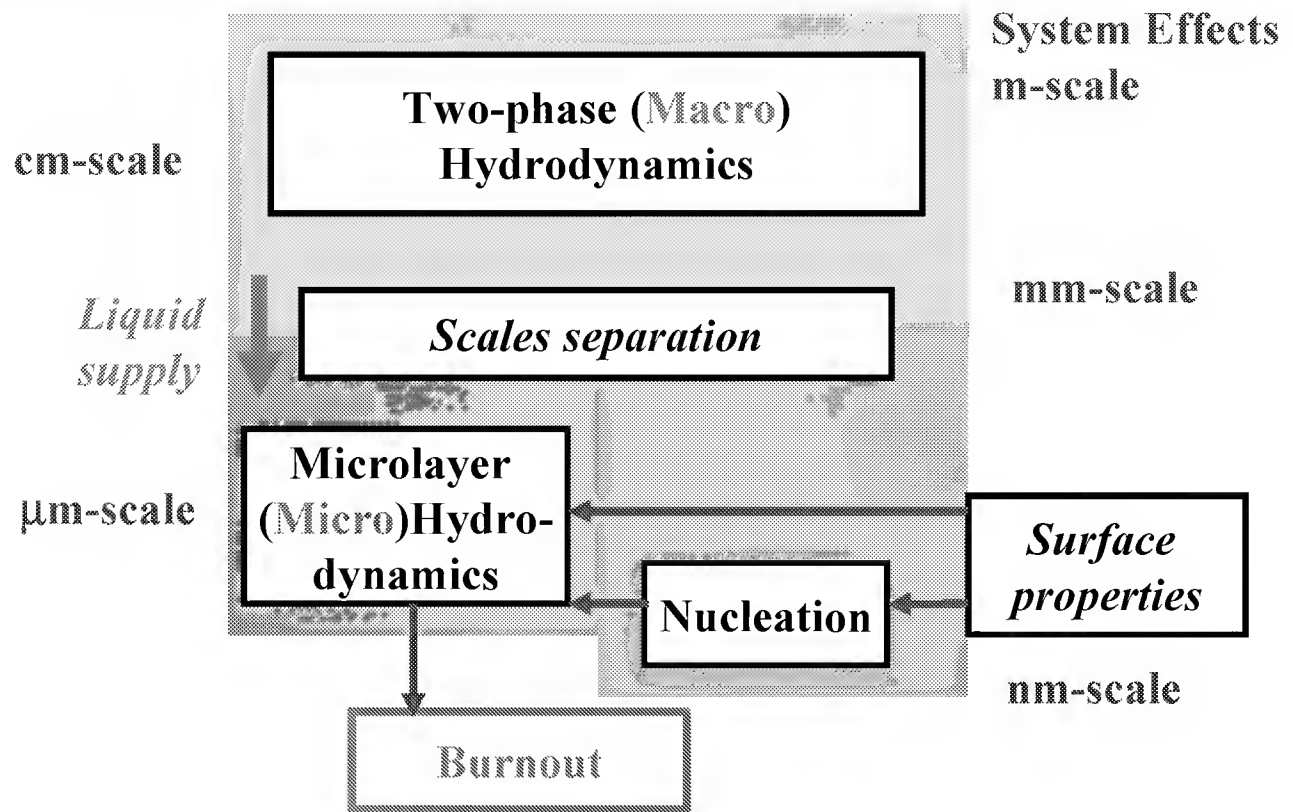 System Effects
m-scale
Two-phase (Macro)
Hydrodynamics
cm-scale
mm-scale
Liquid
supply
Scales separation
Microlayer
(Micro)Hydro-
dynamics
μm-scale
Surface
properties
Nucleation
nm-scale
Burnout